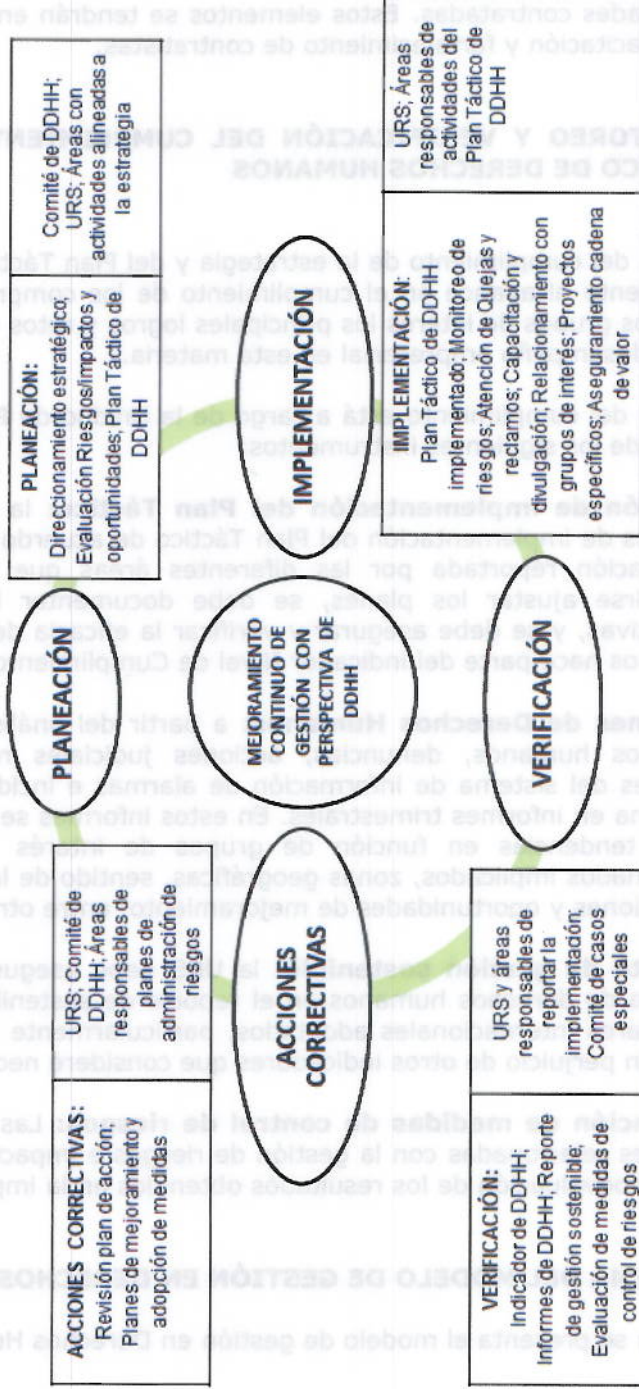 PLANEACIÓN:
Direccionamiento estratégico;
Evaluación Riesgos/impactos y
oportunidades; Plan Táctico de
DDHH
Comité de DDHH;
URS; Áreas con
actividades alineadas a
la estrategia
PLANEACIÓN
IMPLEMENTACIÓN
IMPLEMENTACIÓN:
Plan Táctico de DDHH
implementado; Monitoreo de
riesgos; Atención de Quejas y
reclamos; Capacitación y
divulgación; Relacionamiento con
grupos de interés; Proyectos
específicos; Aseguramiento cadena
de valor
URS; Áreas
responsables de
actividades del
Plan Táctico de
DDHH
MEJORAMIENTO
CONTINUO DE
GESTIÓN CON
PERSPECTIVA DE
DDHH
VERIFICACIÓN
VERIFICACIÓN:
Indicador de DDHH;
Informes de DDHH; Reporte
de gestión sostenible;
Evaluación de medidas de
control de riesgos
URS y Áreas
responsables de
reportar la
implementación;
Comité de casos
especiales
ACCIONES
CORRECTIVAS
ACCIONES CORRECTIVAS:
Revisión plan de acción;
Planes de mejoramiento y
adopción de medidas
URS; Comité de
DDHH; Áreas
responsables de
planes de
administración de
riesgos